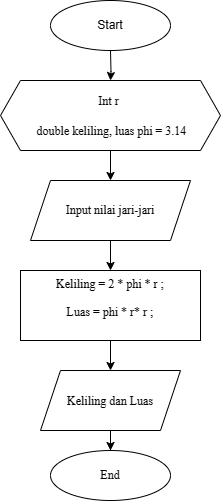 Start
Int r
double keliling, luas phi = 3.14
Input nilai jari-jari
Keliling = 2 * phi * r ;
Luas = phi * r* r ;
Keliling dan Luas
End